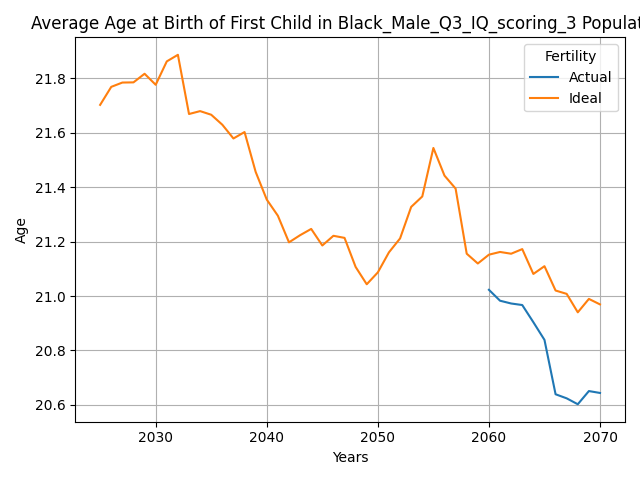 Average Age at Birth of First Child in Black_Male_Q3_IQ_scoring_3 Populat
Fertility
Actual
Ideal
Age
21.8
21.6
21.4
21.2
21.0
20.8
20.6
2030 2040 2050 2060 2070
Years